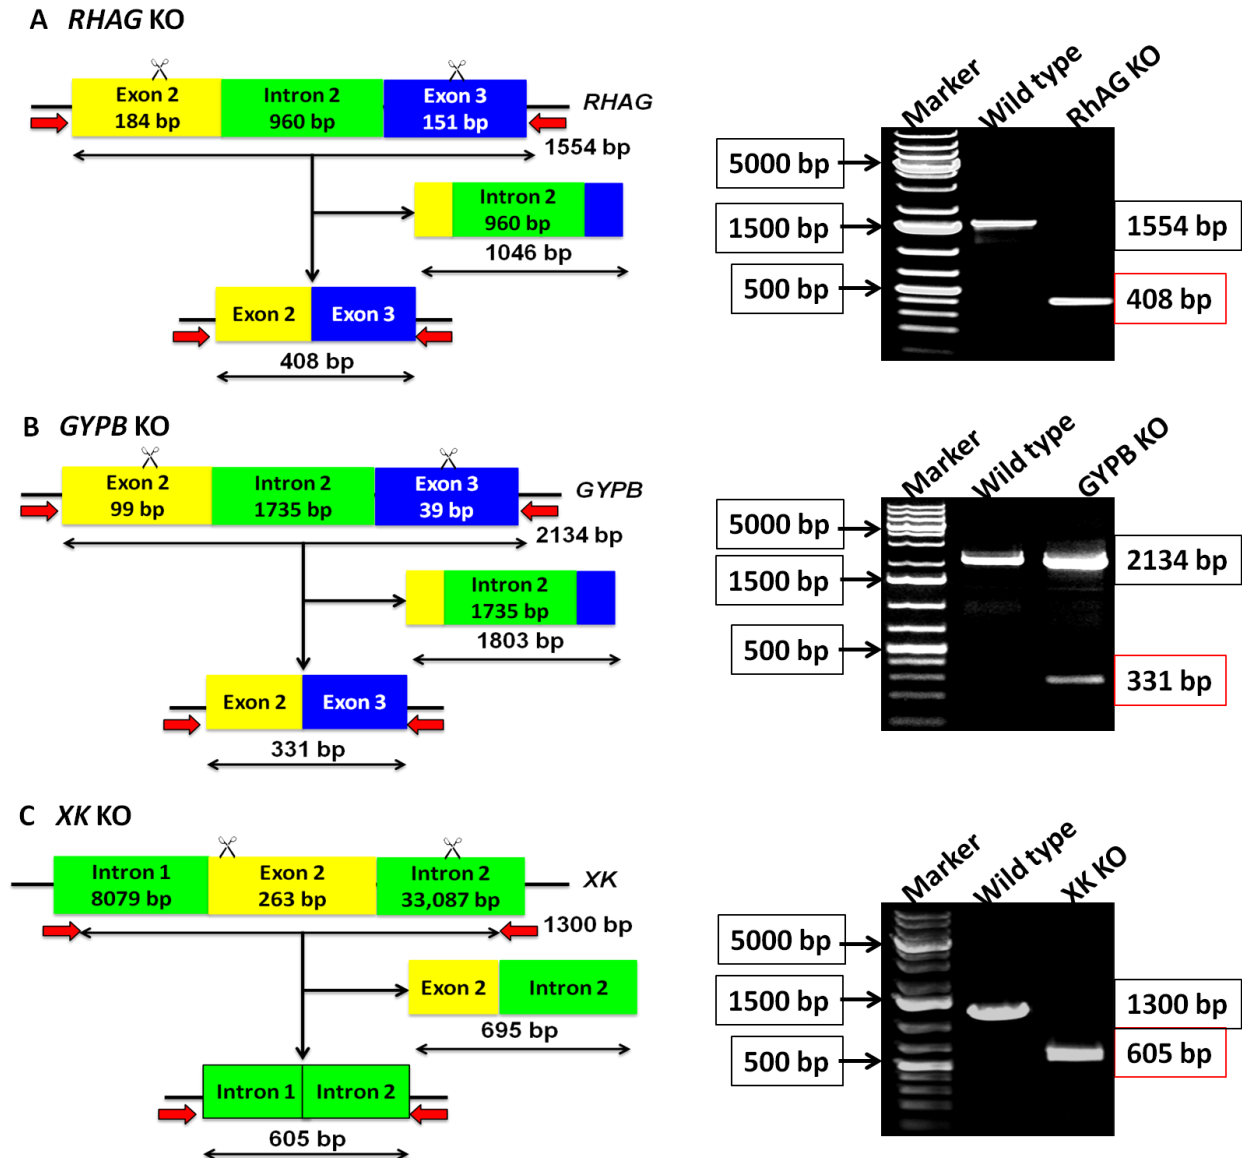 A RHAG KO
Exon 2
184 bp
Intron 2
960 bp
Exon 3
151 bp
RHAG
1554 bp
Intron 2
960 bp
1046 bp
Exon 2
Exon 3
408 bp
Marker
Wild type
RhAG KO
5000 bp
1500 bp
500 bp
1554 bp
408 bp
B GYPB KO
Exon 2
99 bp
Intron 2
1735 bp
Exon 3
39 bp
GYPB
2134 bp
Intron 2
1735 bp
1803 bp
Exon 2
Exon 3
331 bp
Marker
Wild type
GYPB KO
5000 bp
1500 bp
500 bp
2134 bp
331 bp
C XK KO
Intron 1
8079 bp
Exon 2
263 bp
Intron 2
33,087 bp
XK
1300 bp
Exon 2
Intron 2
695 bp
Intron 1
Intron 2
605 bp
Marker
Wild type
XK KO
5000 bp
1500 bp
500 bp
1300 bp
605 bp